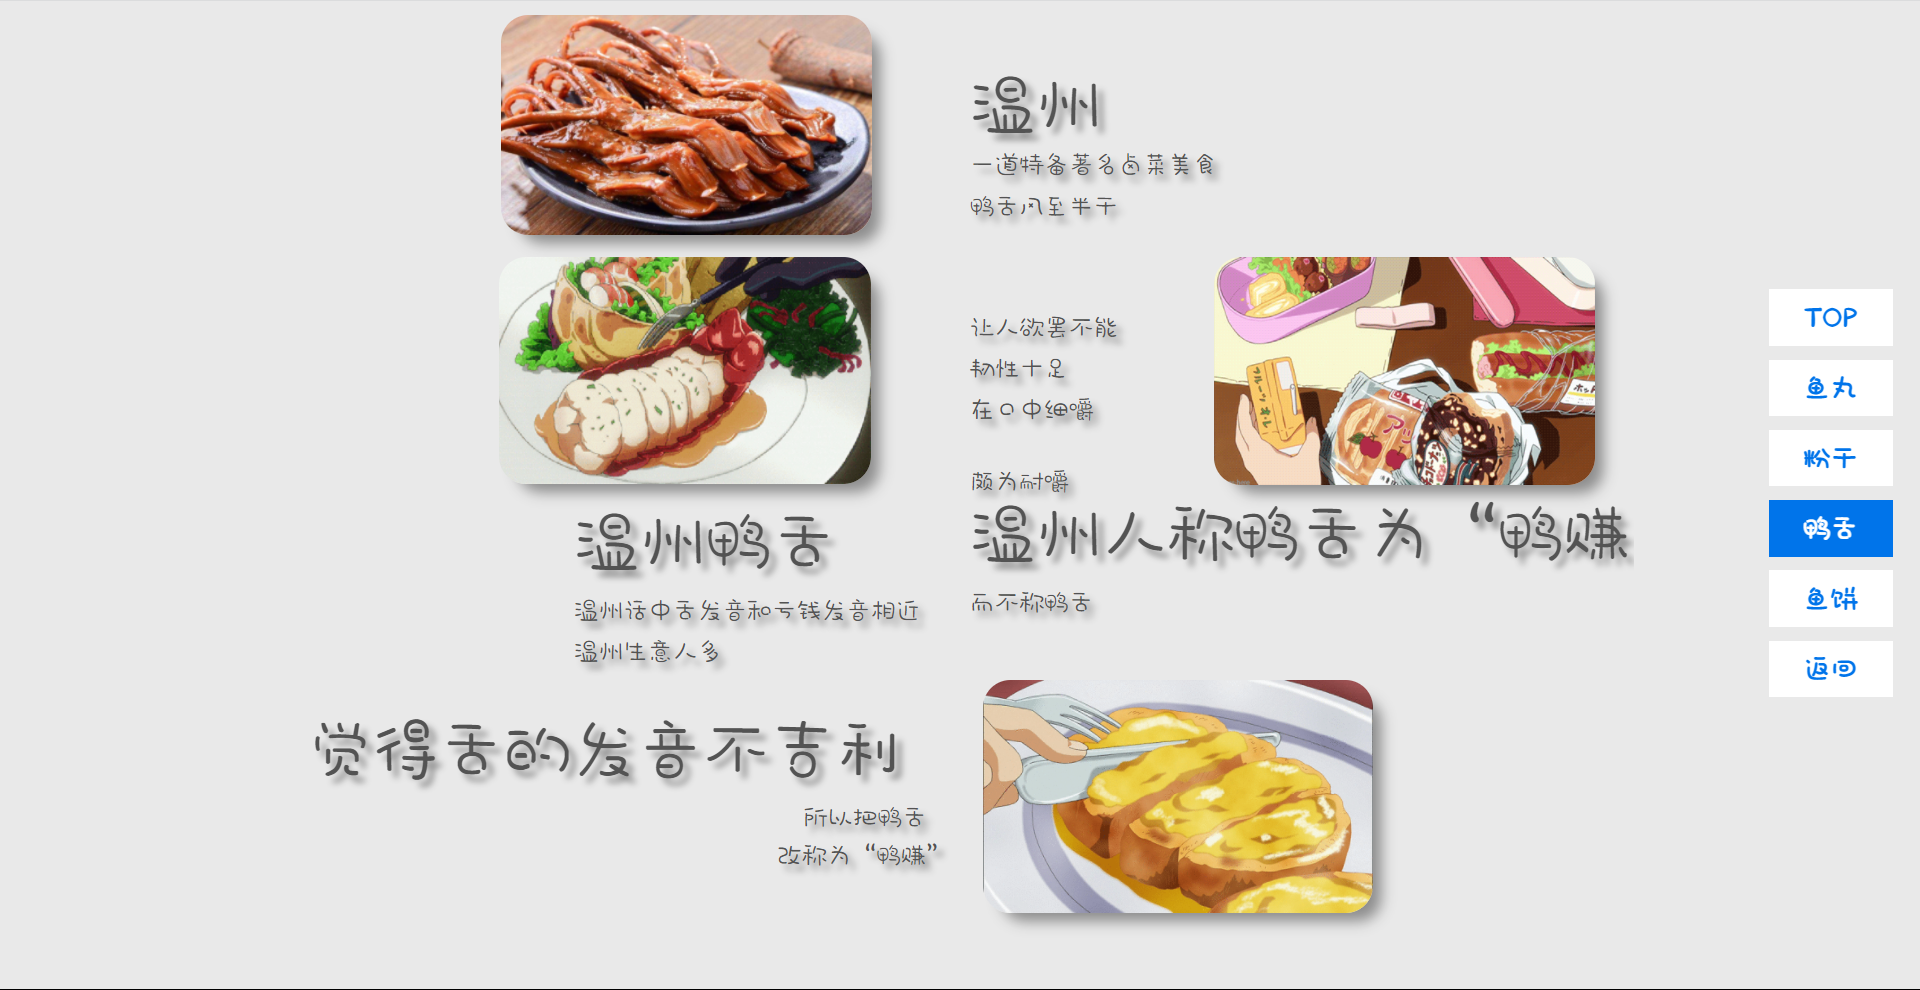 温州
一道特备著名卤菜美食
鸭舌风至半干
让人欲罢不能
韧性十足
在口中细嚼
颇为耐嚼
温州鸭舌
温州话中舌发音和亏钱发音相近
温州生意人多
温州人称鸭舌为“鸭赚
而不称鸭舌
觉得舌的发音不吉利
所以把鸭舌
改称为“鸭赚”
TOP
鱼丸
粉干
鸭舌
鱼饼
返回